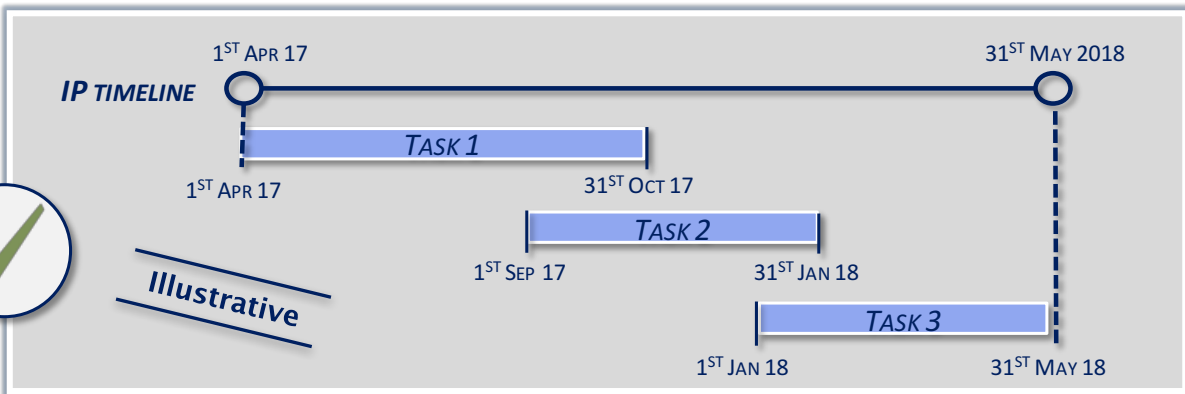 1ST APR 17 31ST MAY 2018
IP TIMELINE
TASK 1
1ST APR 17 31ST OCT 17
TASK 2
1ST SEP 17 31ST JAN 18
Illustrative
TASK 3
1ST JAN 18 31ST MAY 18